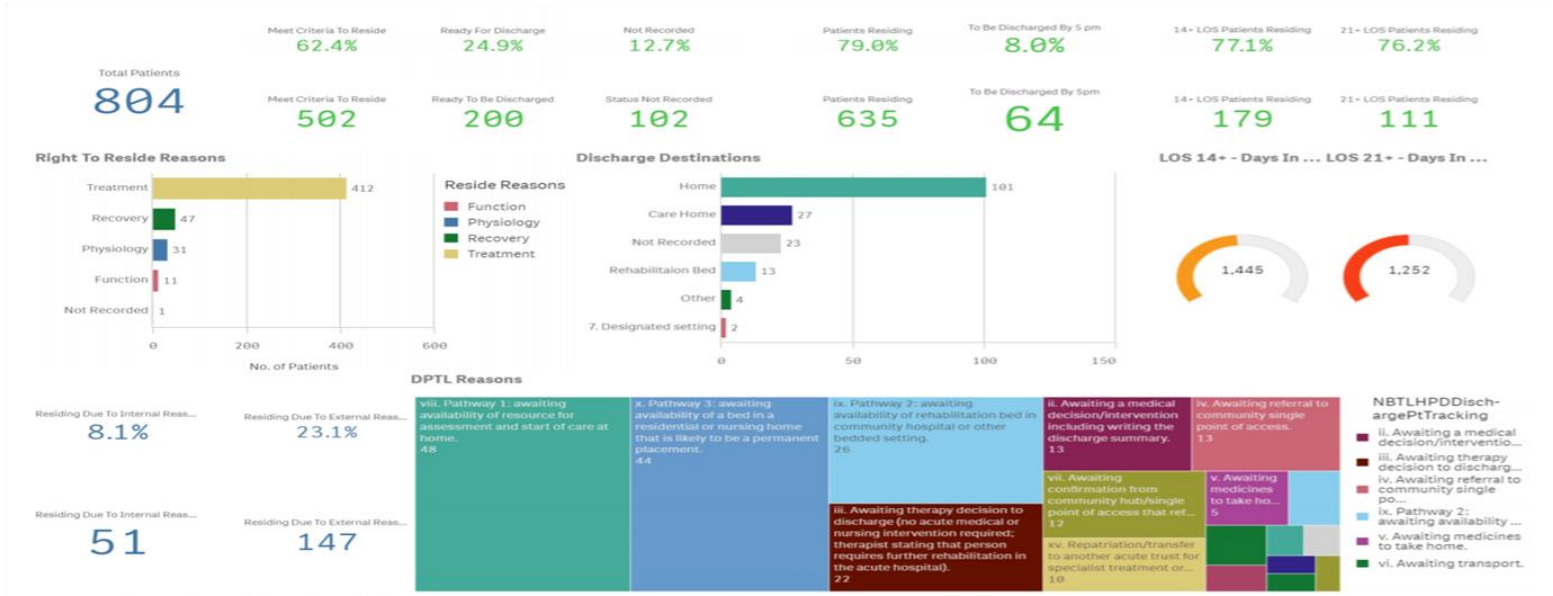 Meet Criteria To Reside
62.4%
Ready For Discharge
24.9%
Not Recorded
12.7%
Patients Residing
79.0%
To Be Discharged By 5 pm
8.0%
14+ LOS Patients Residing
77.1%
21+ LOS Patients Residing
76.2%
Total Patients
804
Meet Criteria To Reside
502
Ready To Be Discharged
200
Status Not Recorded
102
Patients Residing
635
To Be Discharged By 5pm
64
14+ LOS Patients Residing
179
21+ LOS Patients Residing
111
Right To Reside Reasons
Treatment
412
Recovery
47
Physiology
31
Function
11
Not Recorded
1
0
200
400
600
No. of Patients
Reside Reasons
Function
Physiology
Recovery
Treatment
Discharge Destinations
Home
101
Care Home
27
Not Recorded
23
Rehabilitaion Bed
13
Other
4
7. Designated setting
2
0
50
100
150
LOS 14+ - Days In ...
1,445
LOS 21+ - Days In ...
1,252
DPTL Reasons
Residing Due To Internal Reas...
8.1%
Residing Due To External Reas...
23.1%
Residing Due To Internal Reas...
51
Residing Due To External Reas...
147
viii. Pathway 1: awaiting
availability of resource for
assessment and start of care at
home.
48
x. Pathway 3: awaiting
availability of a bed in a
residential or nursing home
that is likely to be a permanent
placement.
44
ix. Pathway 2: awaiting
availability of rehabilitation bed in
community hospital or other
bedded setting.
26
iii. Awaiting therapy decision to
discharge (no acute medical or
nursing intervention required;
therapist stating that person
requires further rehabilitation in
the acute hospital).
22
ii. Awaiting a medical
decision/intervention
including writing the
discharge summary.
13
iv. Awaiting referral to
community single
point of access.
13
vii. Awaiting
confirmation from
community hub/single
point of access that ret...
12
v. Awaiting
medicines
to take ho...
5
xv. Repatriation/transfer
to another acute trust for
specialist treatment or...
10
NBTLHPDDisch-
argePtTracking
ii. Awaiting a medical
decision/interventio...
iii. Awaiting therapy
decision to discharg...
iv. Awaiting referral to
community single
po...
ix. Pathway 2:
awaiting availability ...
v. Awaiting medicines
to take home.
vi. Awaiting transport.